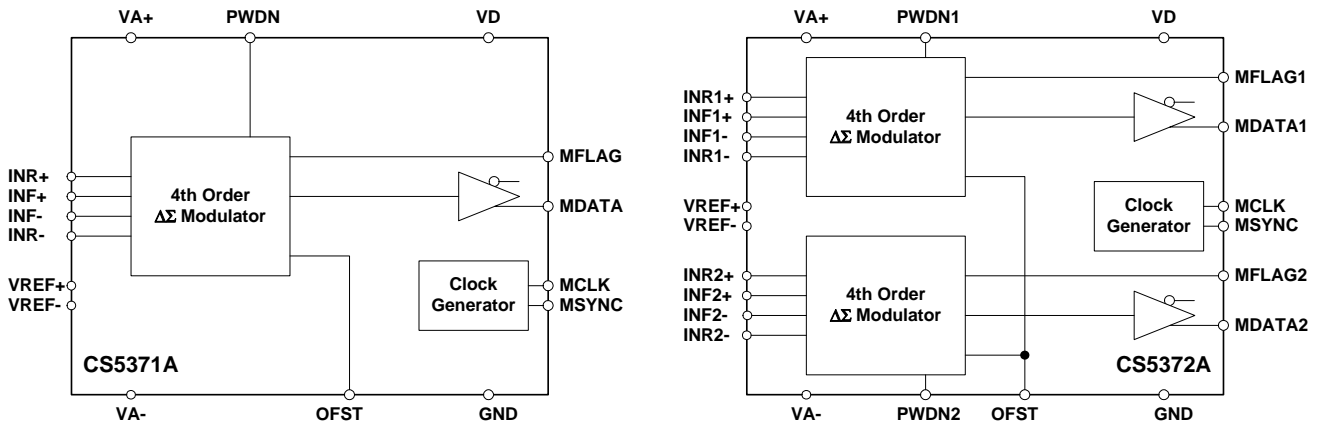 VA+
PWDN
VD
INR+
INF+
INF-
INR-
VREF+
VREF-
4th Order
ΔΣ Modulator
MFLAG
MDATA
Clock
Generator
MCLK
MSYNC
CS5371A
VA-
OFST
GND
VA+
PWDN1
VD
INR1+
INF1+
INF1-
INR1-
4th Order
ΔΣ Modulator
MFLAG1
MDATA1
VREF+
VREF-
Clock
Generator
MCLK
MSYNC
INR2+
INF2+
INF2-
INR2-
4th Order
ΔΣ Modulator
MFLAG2
MDATA2
CS5372A
VA-
PWDN2
OFST
GND